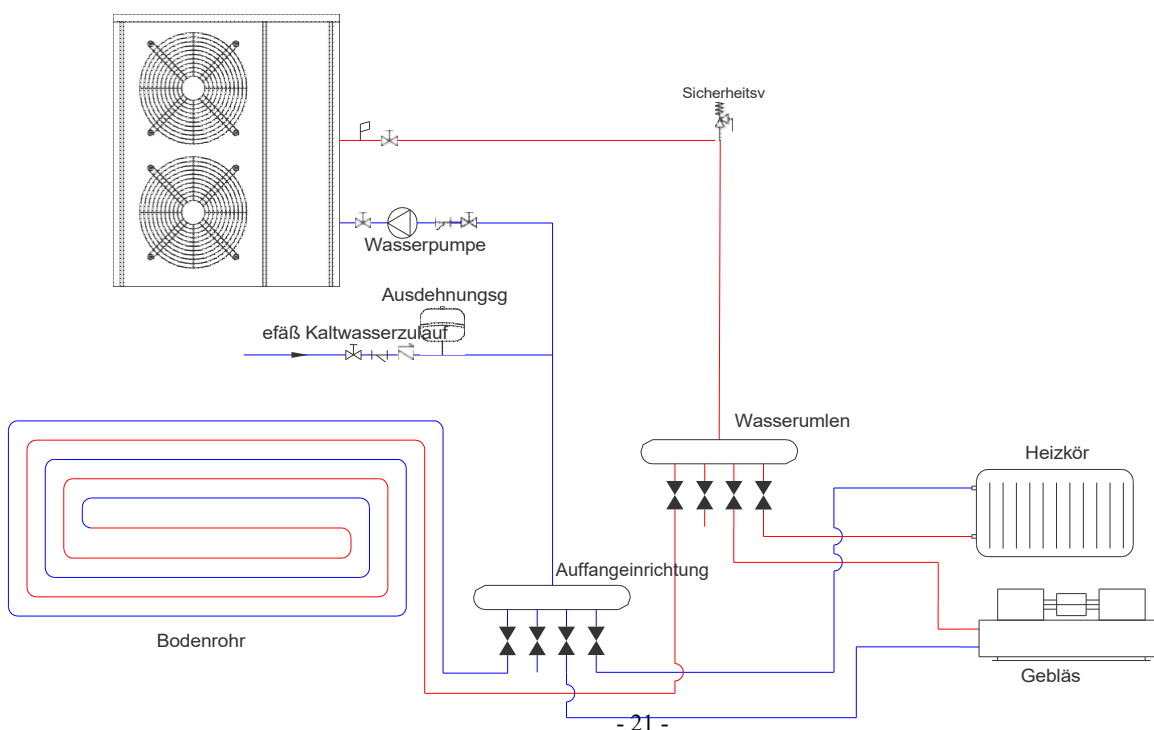 Sicherheitsv
Wasserpumpe
Ausdehnungsg
efäß Kaltwasserzulauf
Wasserumlen
Heizkör
Auffangeinrichtung
Bodenrohr
Gebläs
- 21 -